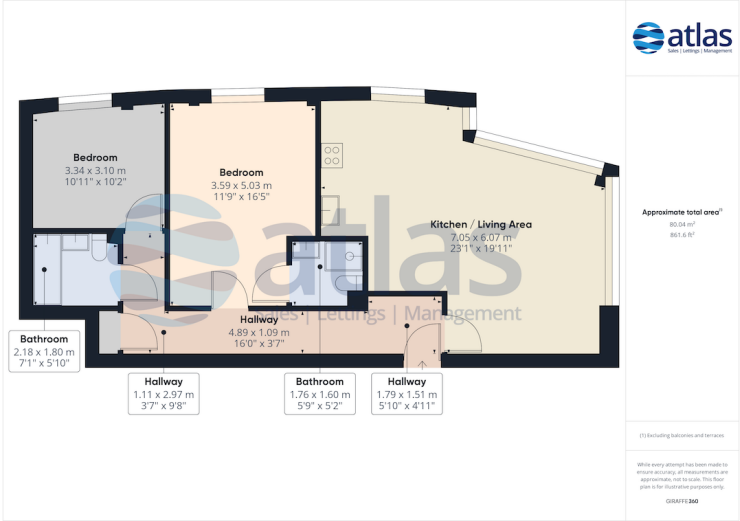 atlas
Sales | Lettings | Management
Bedroom
3.34 x 3.10 m
10'11" x 10'2"
Bedroom
3.59 x 5.03 m
11'9" x 16'5"
Kitchen / Living Area
7.05 x 6.07 m
23'1" x 19'11"
atlas
Sales | Lettings | Management
Hallway
4.89 x 1.09 m
16'0" x 3'7"
Bathroom
2.18 x 1.80 m
7'1" x 5'10"
Hallway
1.11 x 2.97 m
3'7" x 9'8"
Bathroom
1.76 x 1.60 m
5'9" x 5'2"
Hallway
1.79 x 1.51 m
5'10" x 4'11"
Approximate total area(1)
80.04 m²
861.6 ft²
(1) Excluding balconies and terraces
While every attempt has been made to
ensure accuracy, all measurements are
approximate, not to scale. This floor
plan is for illustrative purposes only.
GIRAFFE360